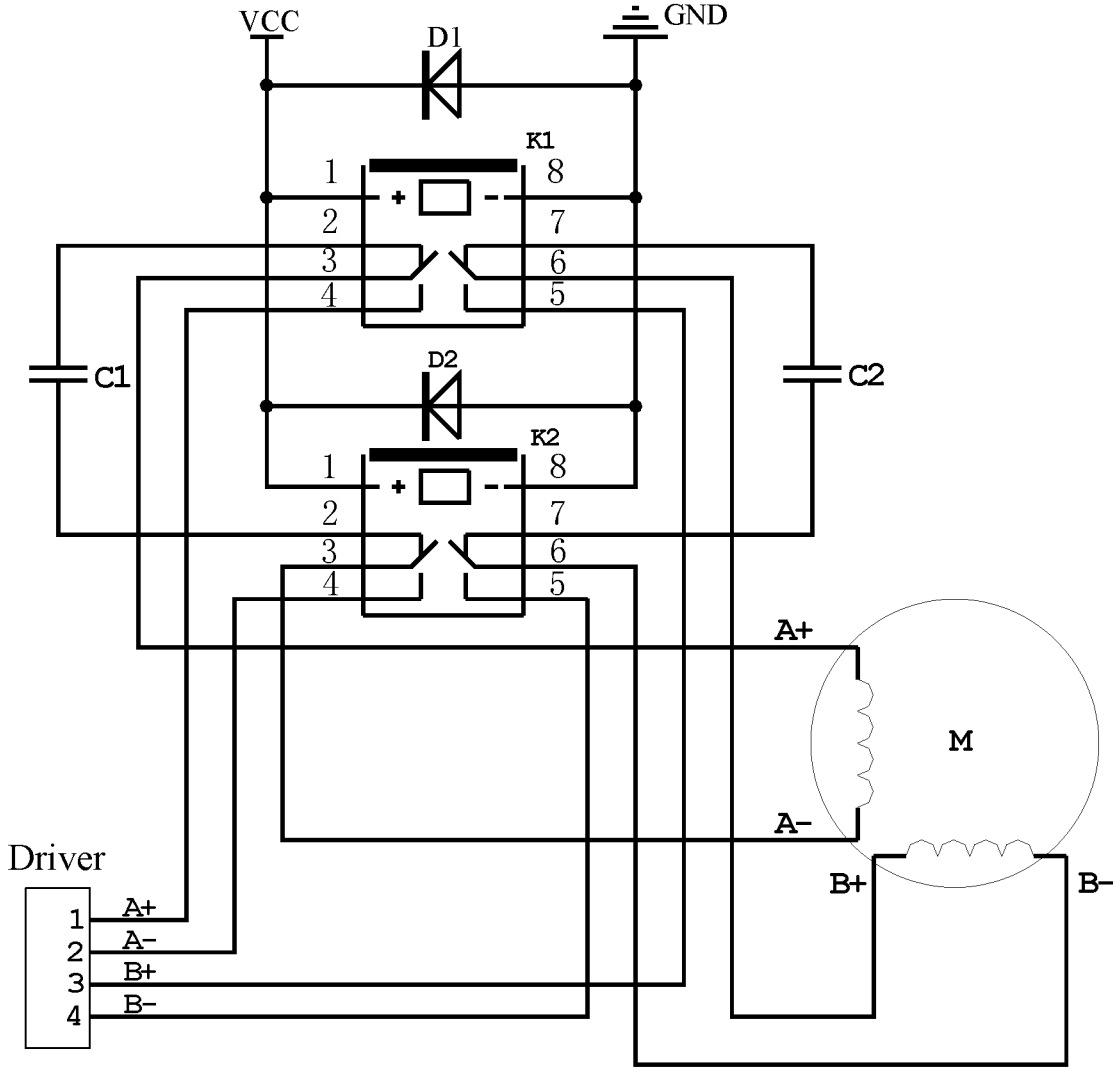 VCC
GND
D1
K1
1
8
+ -
2
7
3
6
4
5
C1
D2
C2
K2
1
8
+ -
2
7
3
6
4
5
A+
M
A-
Driver
B+
B-
1 A+
2 A-
3 B+
4 B-